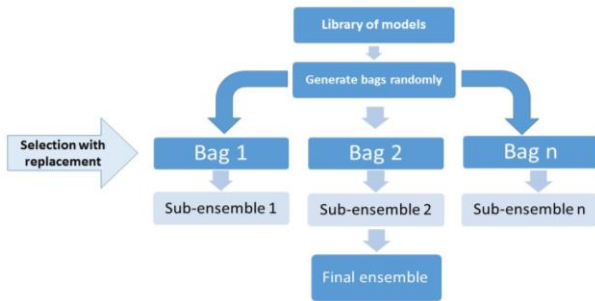 Library of models
Generate bags randomly
Selection with
replacement
Bag 1
Bag 2
Bag n
Sub-ensemble 1
Sub-ensemble 2
Sub-ensemble n
Final ensemble